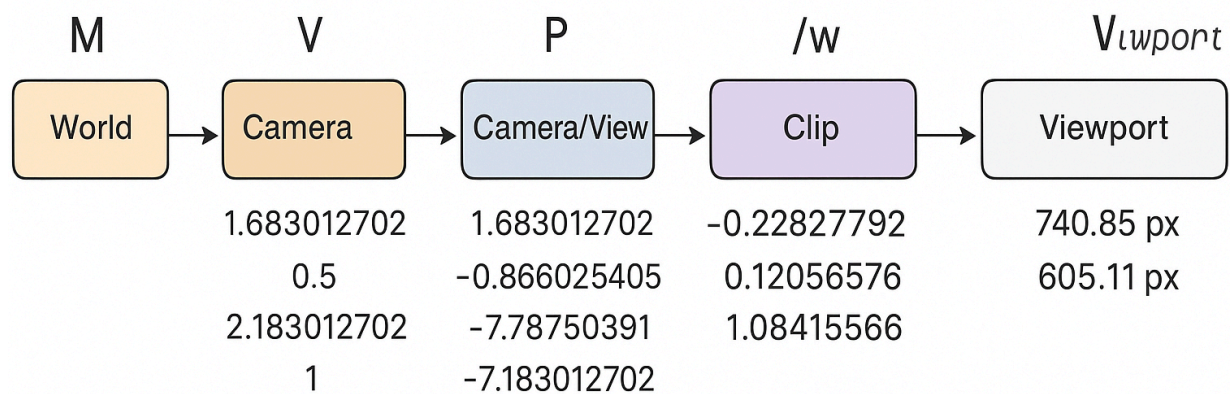 M V P /w Vιwport
World Camera Camera/View Clip Viewport
1.683012702 1.683012702 -0.22827792 740.85 px
0.5 -0.866025405 0.12056576 605.11 px
2.183012702 -7.78750391 1.08415566
1 -7.183012702